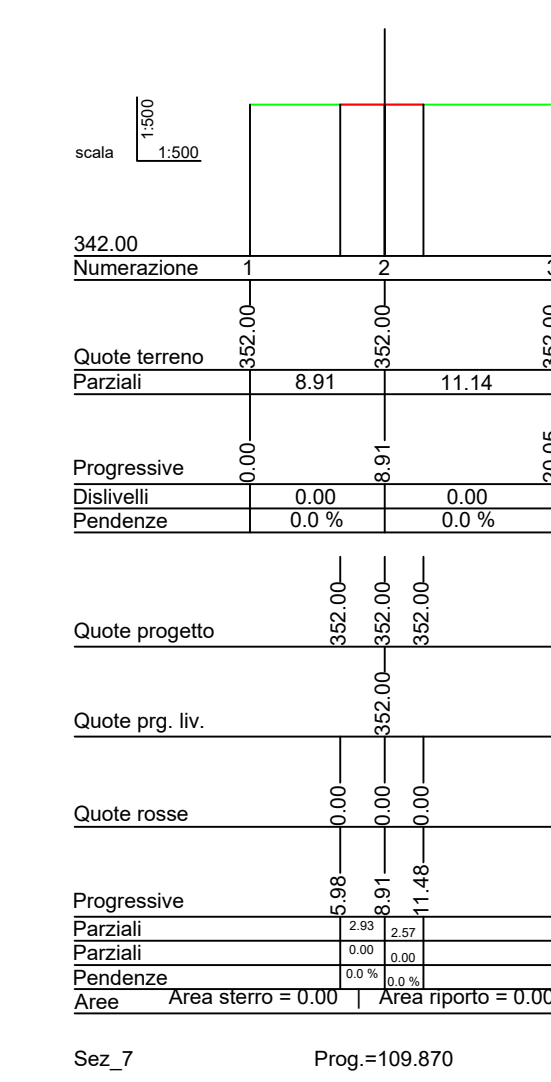 1:500
scala 1:500
342.00
Numerazione 1 2
Quote terreno 352.00 352.00
Parziali 8.91 11.14
Progressive 0.00 8.91
Dislivelli 0.00 0.00
Pendenze 0.0 % 0.0 %
Quote progetto 352.00 352.00 352.00
Quote prg. liv. 352.00
Quote rosse 0.00 0.00 0.00
Progressive 5.98 8.91 11.48
Parziali 2.93 2.57
Parziali 0.00 0.00
Pendenze 0.0 % 0.0 %
Aree Area sterro = 0.00 | Area riporto = 0.00
Sez_7 Prog.=109.870